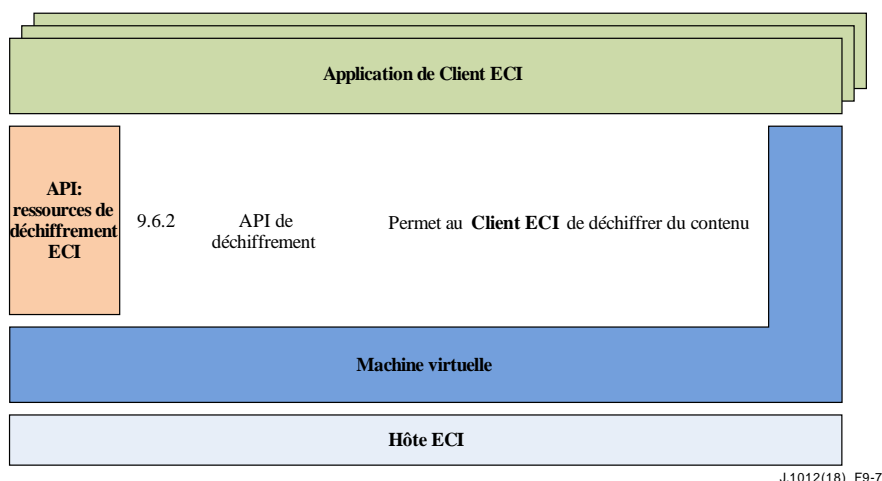 Application de Client ECI
API:
ressources de
déchiffrement
ECI
9.6.2
API de
déchiffrement
Permet au Client ECI de déchiffrer du contenu
Machine virtuelle
Hôte ECI
J.1012(18)_F9-7